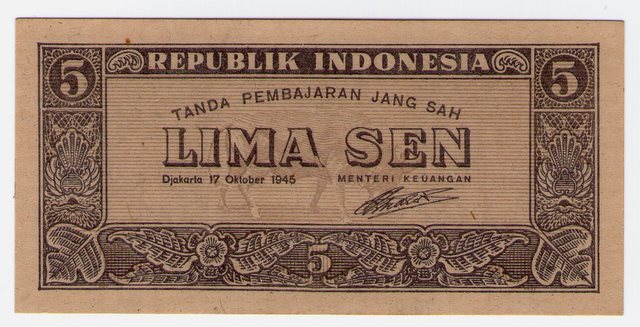 5 REPUBLIK INDONESIA 5
TANDA PEMBAJARAN JANG SAH
LIMA SEN
Djakarta 17 Oktober 1945 MENTERI KEUANGAN
5